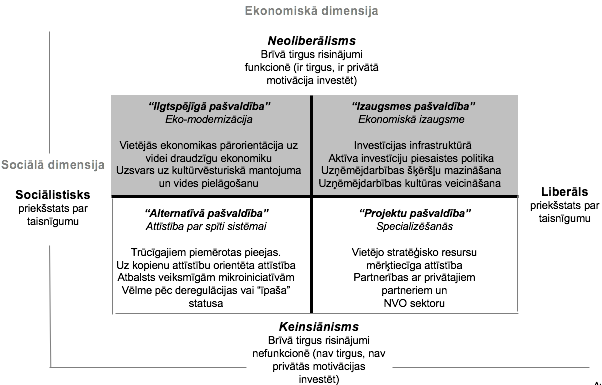 Ekonomiskā dimensija
Neoliberālisms
Brīvā tirgus risinājumi
funkcionē (ir tirgus, ir privātā
motivācija investēt)
"Ilgtspējīgā pašvaldība"
Eko-modernizācija
Vietējās ekonomikas pārorientācija uz
videi draudzīgu ekonomiku
Uzsvars uz kultūrvēsturiskā mantojuma
un vides pielāgošanu
"Izaugsmes pašvaldība"
Ekonomiskā izaugsme
Investīcijas infrastruktūrā
Aktīva investīciju piesaistes politika
Uzņēmējdarbības šķēršļu mazināšana
Uzņēmējdarbības kultūras veicināšana
Sociālā dimensija
Sociālistisks
priekšstats par
taisnīgumu
Liberāls
priekšstats par
taisnīgumu
"Alternatīvā pašvaldība"
Attīstība par spīti sistēmai
Trūcīgajiem piemērotas pieejas.
Uz kopienu attīstību orientēta attīstība
Atbalsts veiksmīgām mikroiniciatīvām
Vēlme pēc deregulācijas vai "īpaša"
statusa
"Projektu pašvaldība"
Specializēšanās
Vietējo stratēģisko resursu
mērķtiecīga attīstība
Partnerības ar privātajiem
partneriem un
NVO sektoru
Keinsiānisms
Brīvā tirgus risinājumi
nefunkcionē (nav tirgus, nav
privātās motivācijas
investēt)